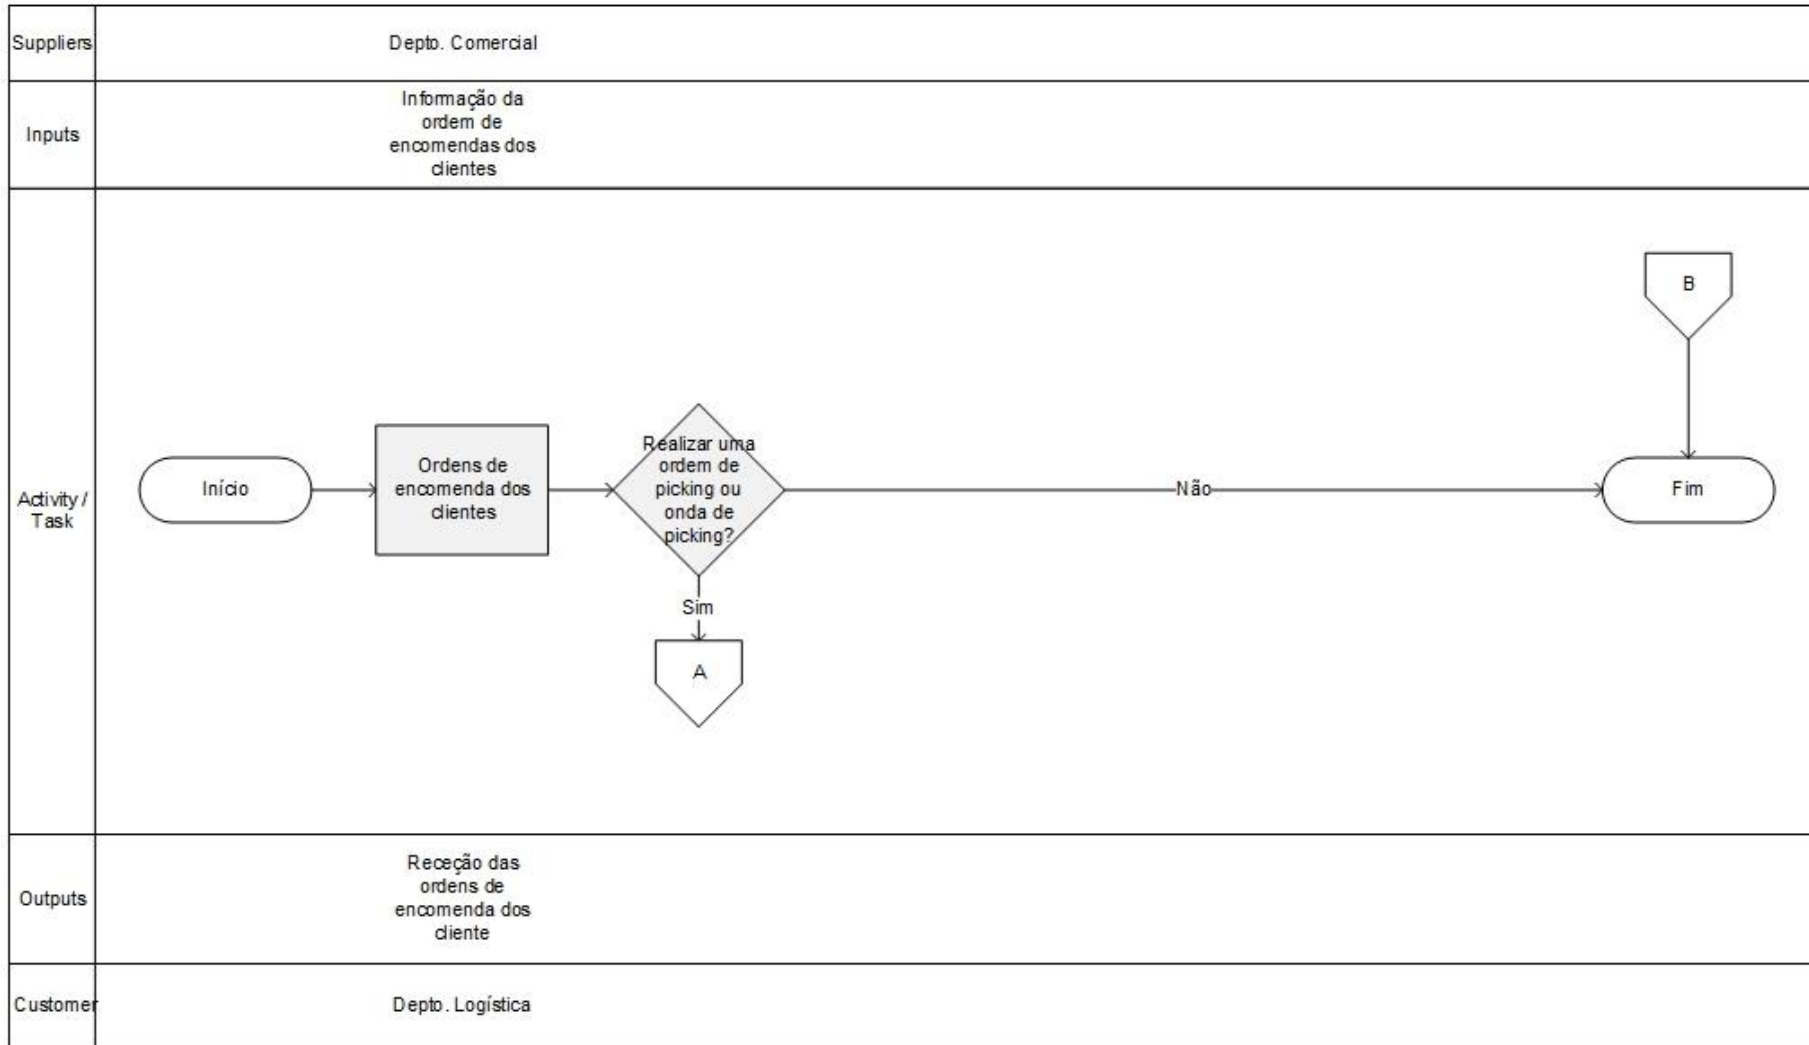 Suppliers
Depto. Comercial
Inputs
Informação da
ordem de
encomendas dos
clientes
Activity /
Task
Início
Ordens de
encomenda dos
clientes
Realizar uma
ordem de
picking ou
onda de
picking?
Não
Sim
A
B
Fim
Outputs
Receção das
ordens de
encomenda dos
cliente
Customer
Depto. Logística